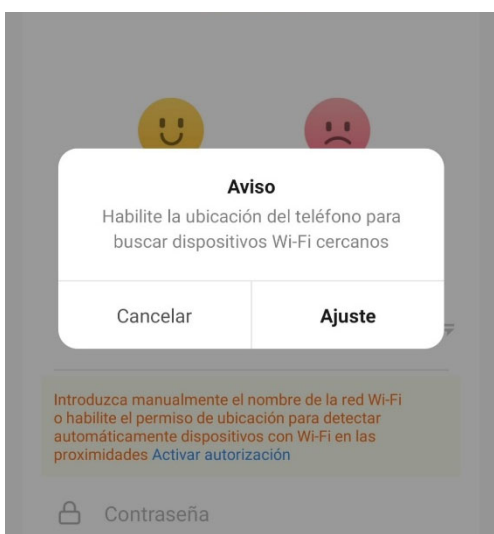 Aviso
Habilite la ubicación del teléfono para
buscar dispositivos Wi-Fi cercanos
Cancelar
Ajuste
Introduzca manualmente el nombre de la red Wi-Fi
o habilite el permiso de ubicación para detectar
automáticamente dispositivos con Wi-Fi en las
proximidades Activar autorización
Contraseña